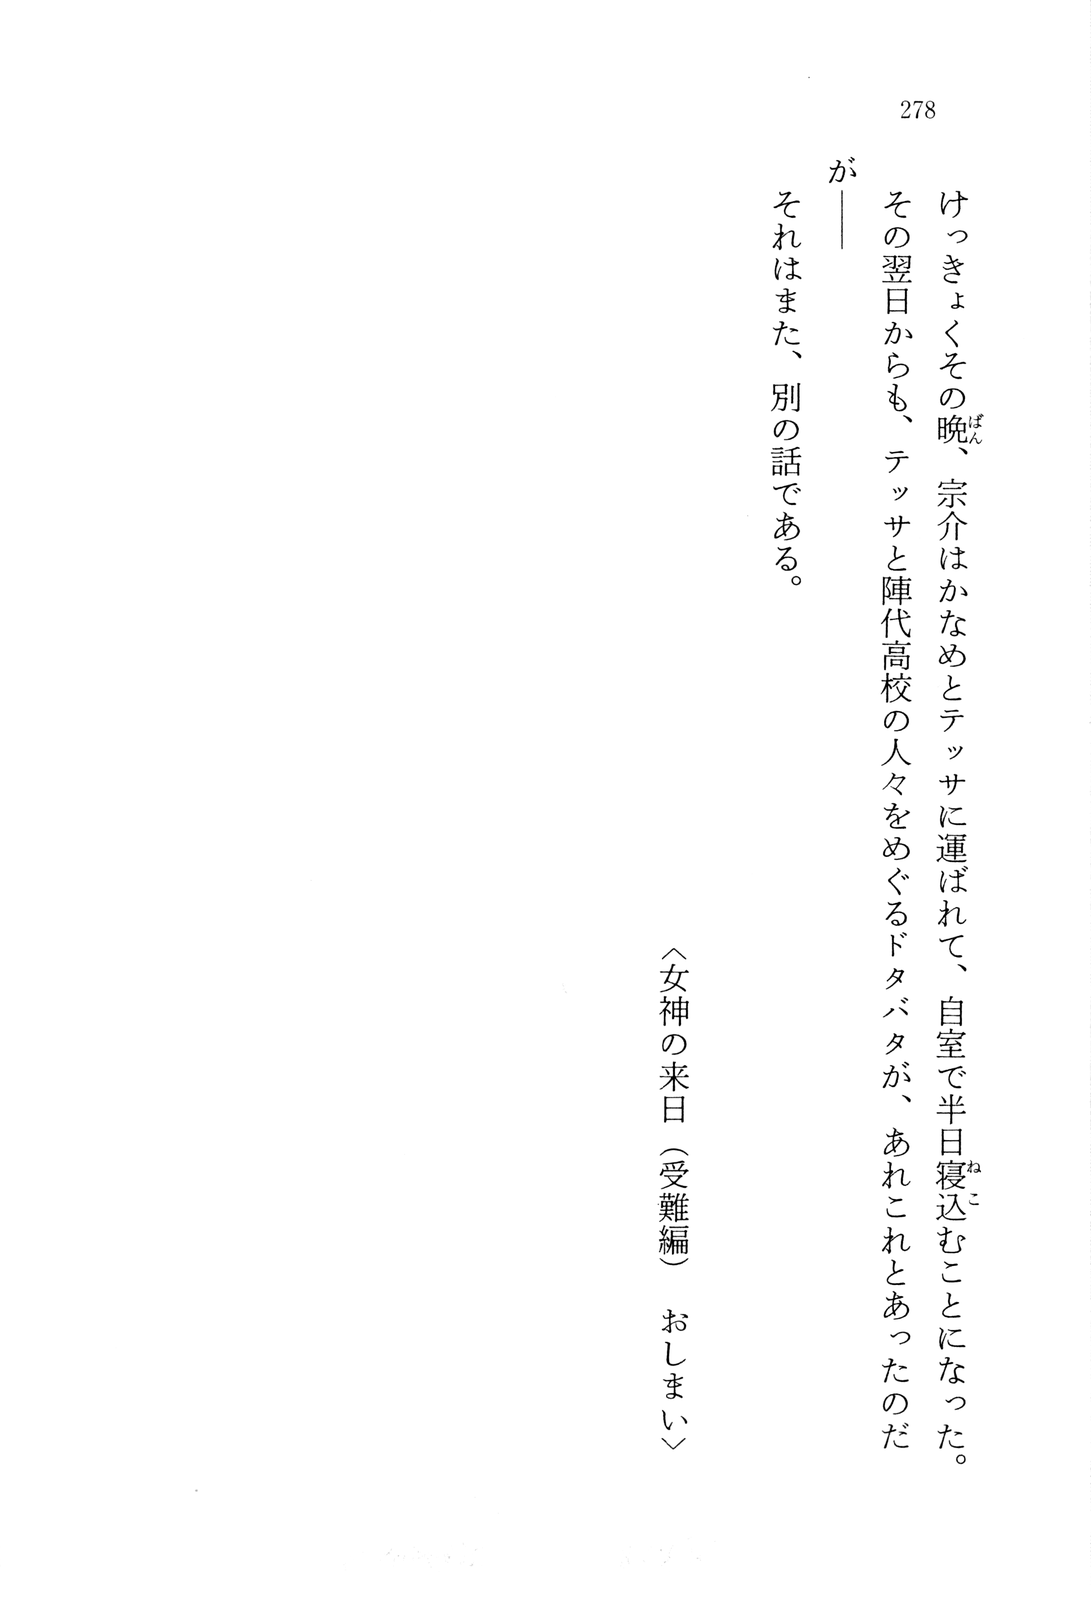 278
けっきょくその晩、宗介はかなめとテッサに運ばれて、自室で半日寝込むことになった。
その翌日からも、テッサと陣代高校の人々をめぐるドタバタが、あれこれとあったのだ
が――
それはまた、別の話である。
〈女神の来日（受難編）　おしまい〉